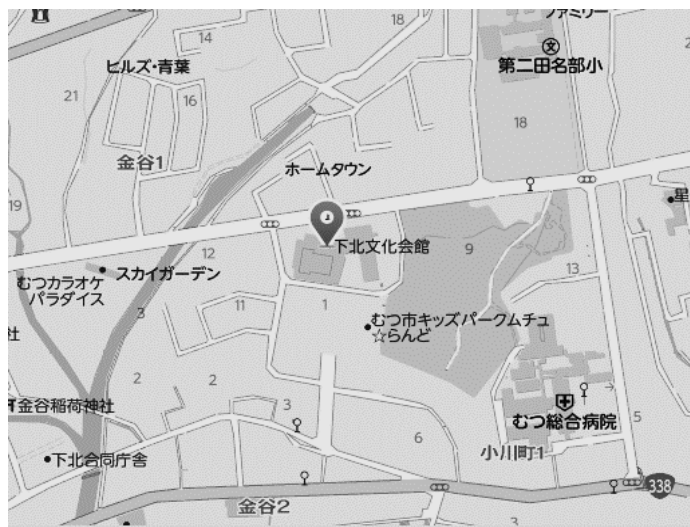 18
ファミリー
14
ヒルズ・青葉
第二田名部小
21
16
18
金谷1
ホームタウン
19
星
12
下北文化会館
9
13
スカイガーデン
むつカラオケ
パラダイス
3
11
1
むつ市キッズパークムチュ
☆らんど
社
2
2
3
金谷稲荷神社
むつ総合病院
5
6
小川町1
下北合同庁舎
338
金谷2